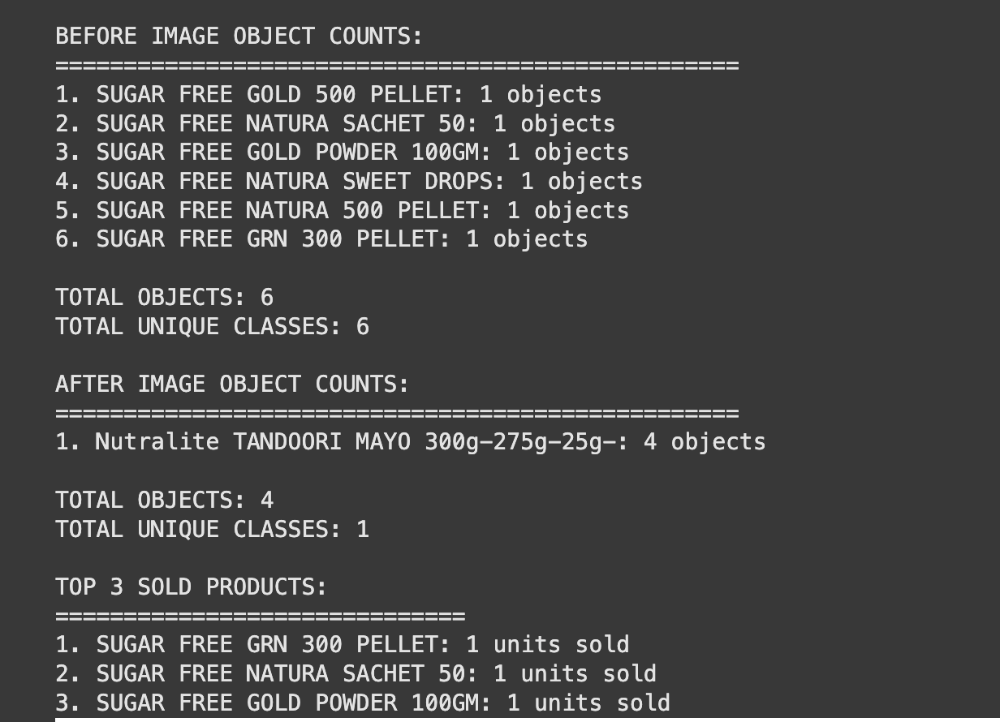 BEFORE IMAGE OBJECT COUNTS:
==================================================
1. SUGAR FREE GOLD 500 PELLET: 1 objects
2. SUGAR FREE NATURA SACHET 50: 1 objects
3. SUGAR FREE GOLD POWDER 100GM: 1 objects
4. SUGAR FREE NATURA SWEET DROPS: 1 objects
5. SUGAR FREE NATURA 500 PELLET: 1 objects
6. SUGAR FREE GRN 300 PELLET: 1 objects
TOTAL OBJECTS: 6
TOTAL UNIQUE CLASSES: 6
AFTER IMAGE OBJECT COUNTS:
==================================================
1. Nutralite TANDOORI MAYO 300g-275g-25g-: 4 objects
TOTAL OBJECTS: 4
TOTAL UNIQUE CLASSES: 1
TOP 3 SOLD PRODUCTS:
==============================
1. SUGAR FREE GRN 300 PELLET: 1 units sold
2. SUGAR FREE NATURA SACHET 50: 1 units sold
3. SUGAR FREE GOLD POWDER 100GM: 1 units sold